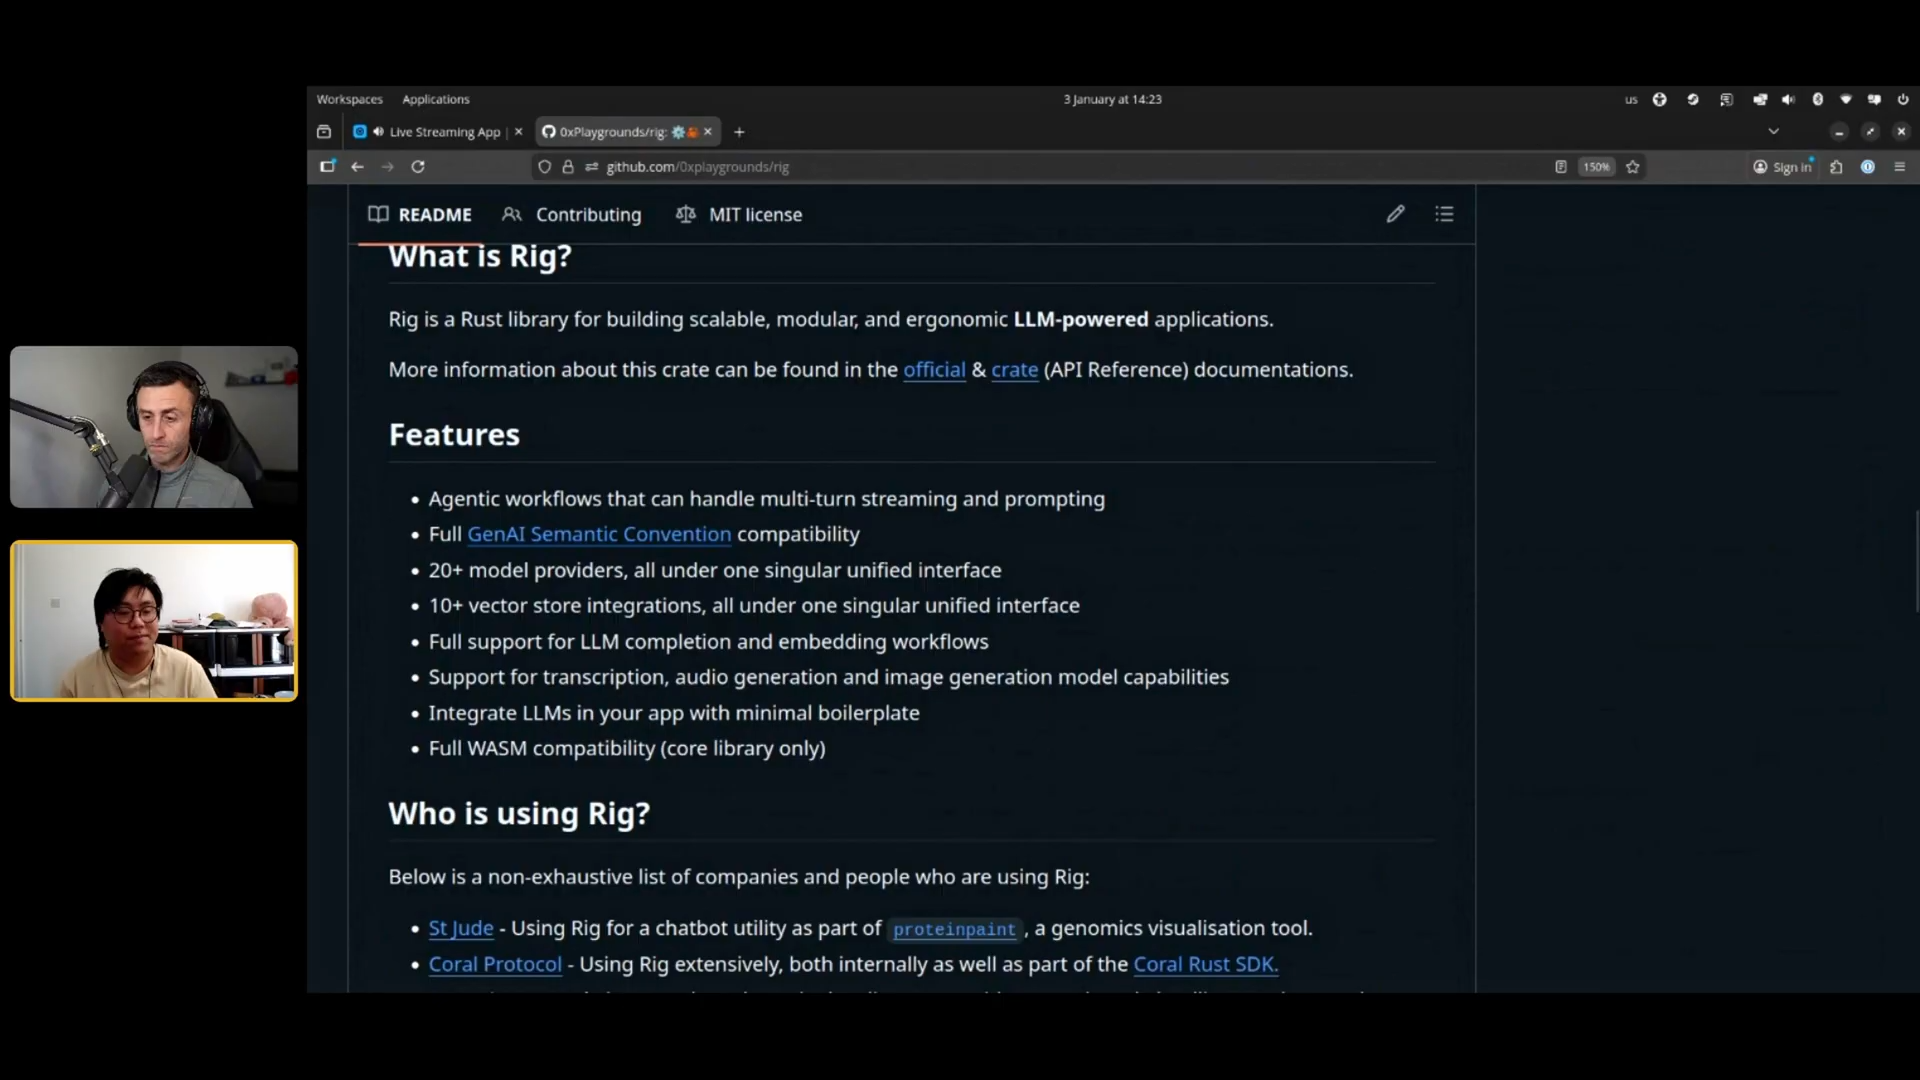 Workspaces Applications 3 January at 14:23 us
Live Streaming App 0xPlaygrounds/rig:
github.com/0xplaygrounds/rig 150% Sign in
README Contributing MIT license
What is Rig?
Rig is a Rust library for building scalable, modular, and ergonomic LLM-powered applications.
More information about this crate can be found in the official & crate (API Reference) documentations.
Features
• Agentic workflows that can handle multi-turn streaming and prompting
• Full GenAI Semantic Convention compatibility
• 20+ model providers, all under one singular unified interface
• 10+ vector store integrations, all under one singular unified interface
• Full support for LLM completion and embedding workflows
• Support for transcription, audio generation and image generation model capabilities
• Integrate LLMs in your app with minimal boilerplate
• Full WASM compatibility (core library only)
Who is using Rig?
Below is a non-exhaustive list of companies and people who are using Rig:
• St Jude - Using Rig for a chatbot utility as part of proteinpaint, a genomics visualisation tool.
• Coral Protocol - Using Rig extensively, both internally as well as part of the Coral Rust SDK.